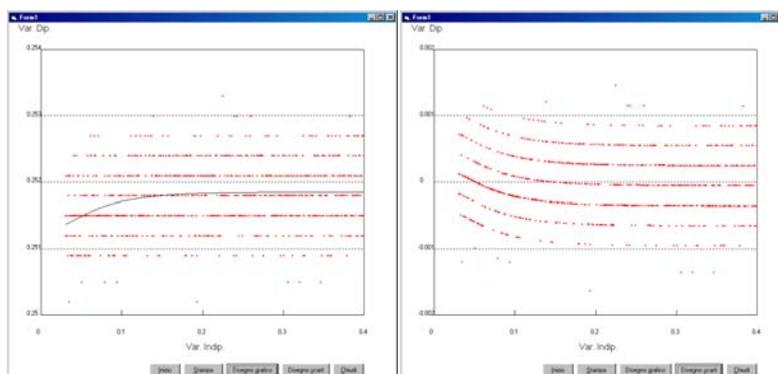 Form1
Var. Dip.
0.254
0.253
0.252
0.251
0.25
0
0.1
0.2
0.3
0.4
Var. Indip.
Inizio
Stampa
Disegno grafico
Disegno scarti
Chiudi
Form1
Var. Dip.
0.002
0.001
0
-0.001
-0.002
0
0.1
0.2
0.3
0.4
Var. Indip.
Inizio
Stampa
Disegno grafico
Disegno scarti
Chiudi